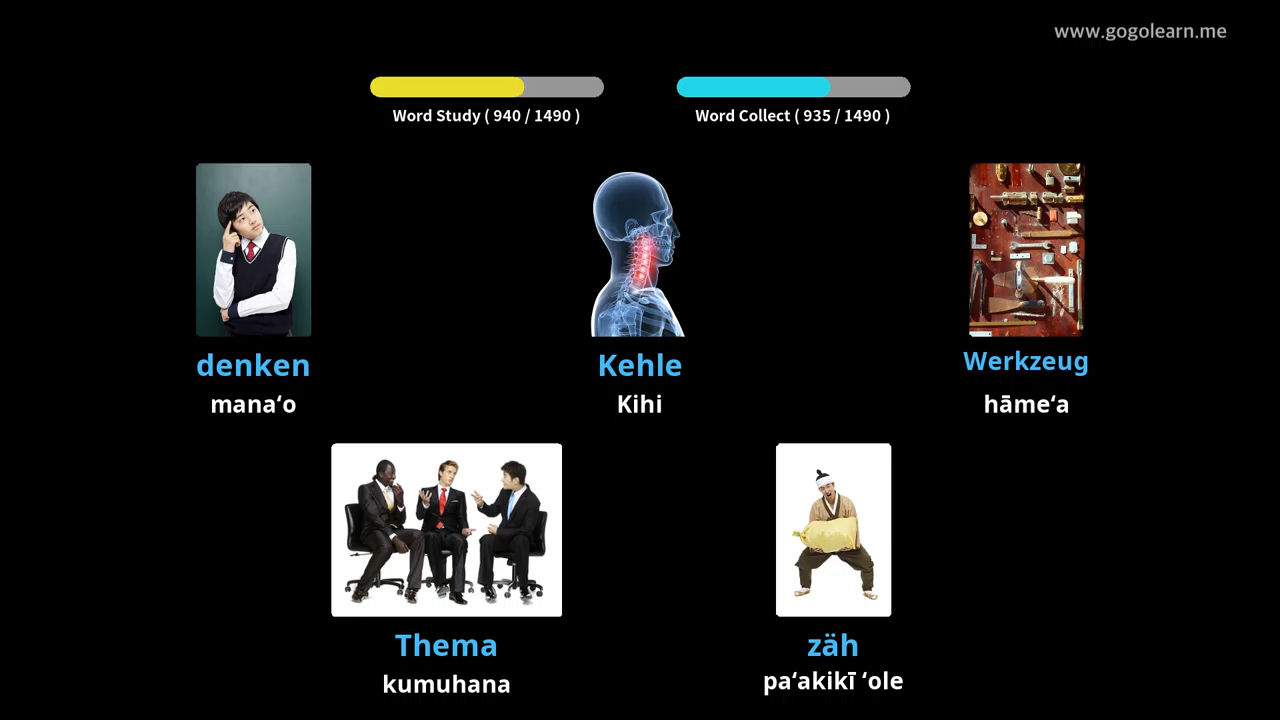 www.gogolearn.me
Word Study ( 940 / 1490 )
Word Collect ( 935 / 1490 )
denken
manaʻo
Kehle
Kihi
Werkzeug
hāmeʻa
Thema
kumuhana
zäh
paʻakikī ʻole